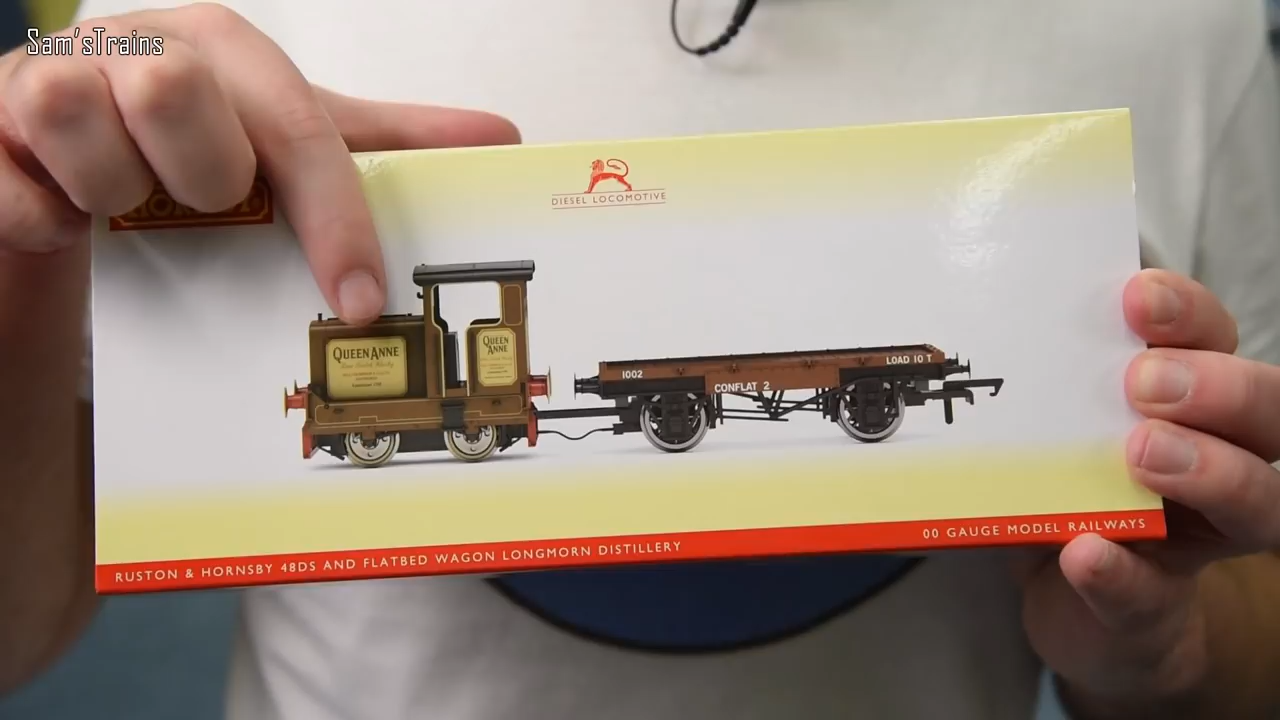 Sam'sTrains
DIESEL LOCOMOTIVE
QUEEN ANNE
QUEEN
ANNE
1002
CONFLAT 2
LOAD 10 T
RUSTON & HORNSBY 48DS AND FLATBED WAGON LONGMORN DISTILLERY
00 GAUGE MODEL RAILWAYS